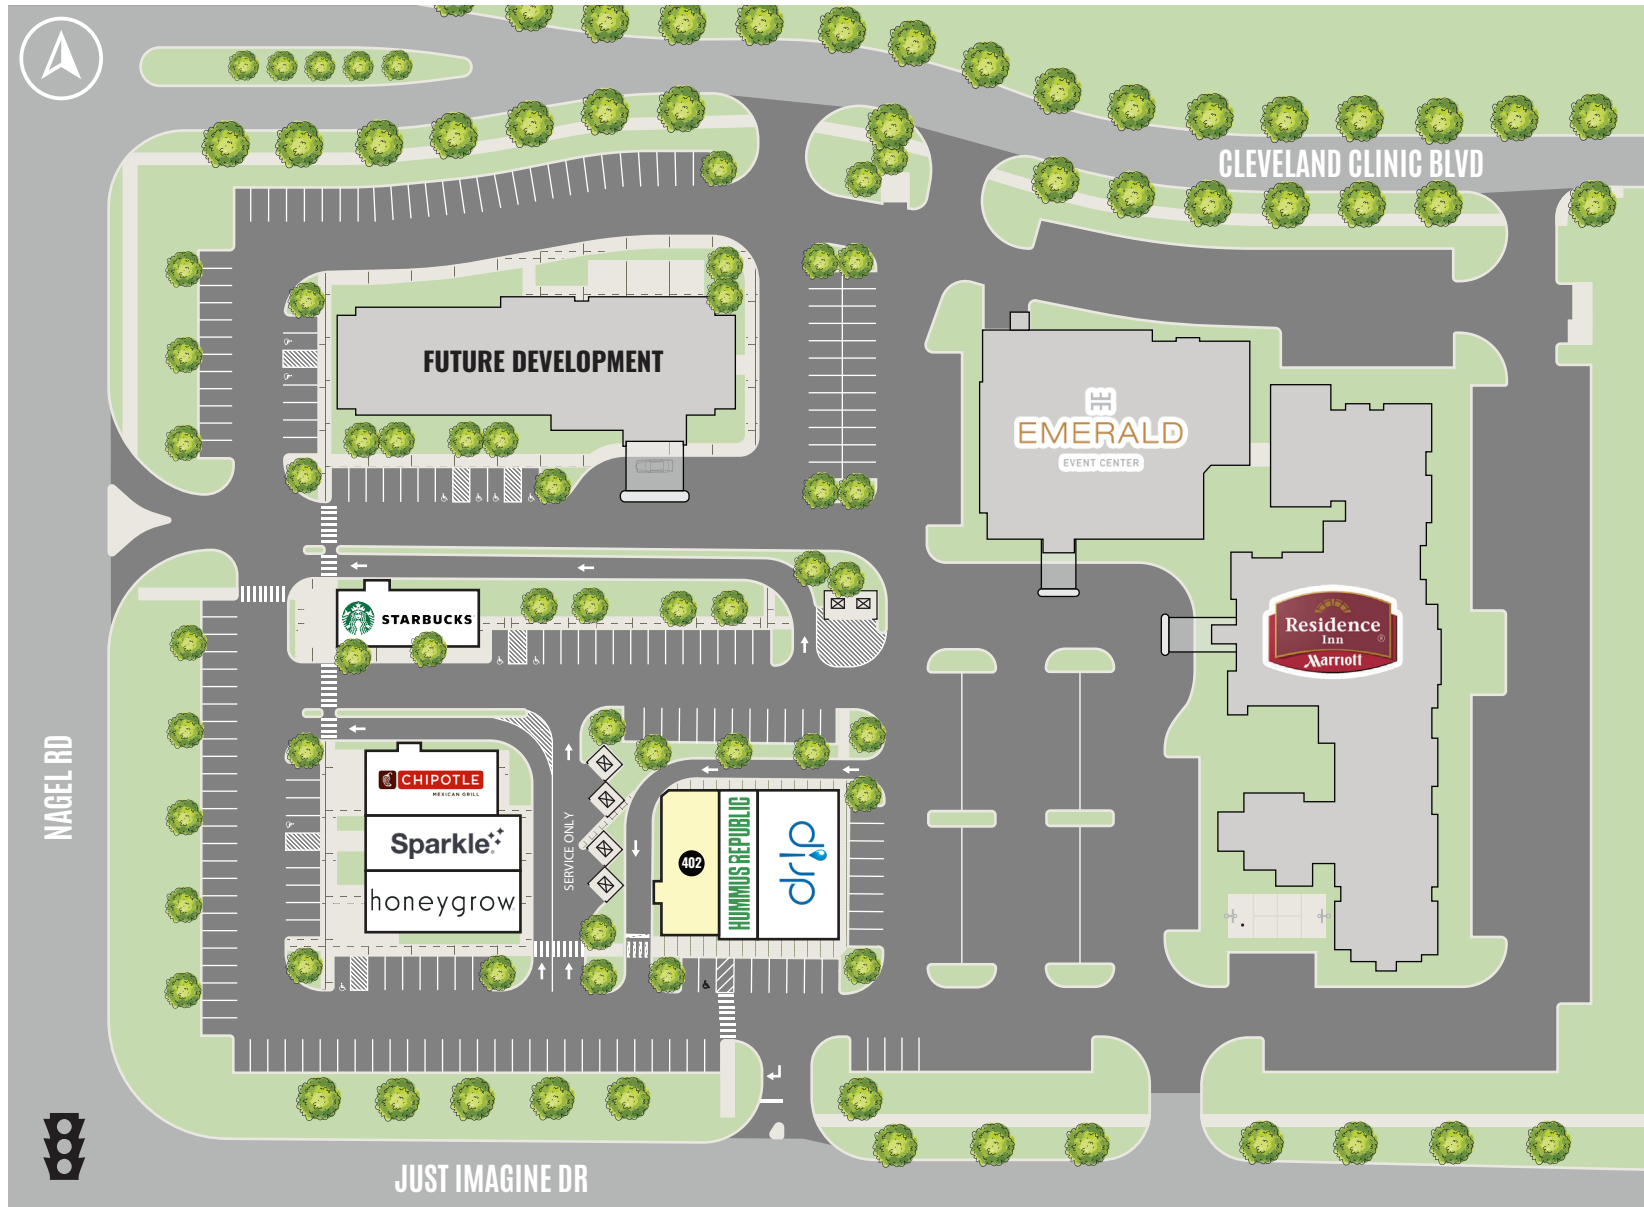 CLEVELAND CLINIC BLVD
FUTURE DEVELOPMENT
EMERALD
EVENT CENTER
STARBUCKS
Residence
Inn
®
Marriott
NAGEL RD
CHIPOTLE
MEXICAN GRILL
Sparkle
honeygrow
SERVICE ONLY
402
HUMMUS REPUBLIC
drip
JUST IMAGINE DR